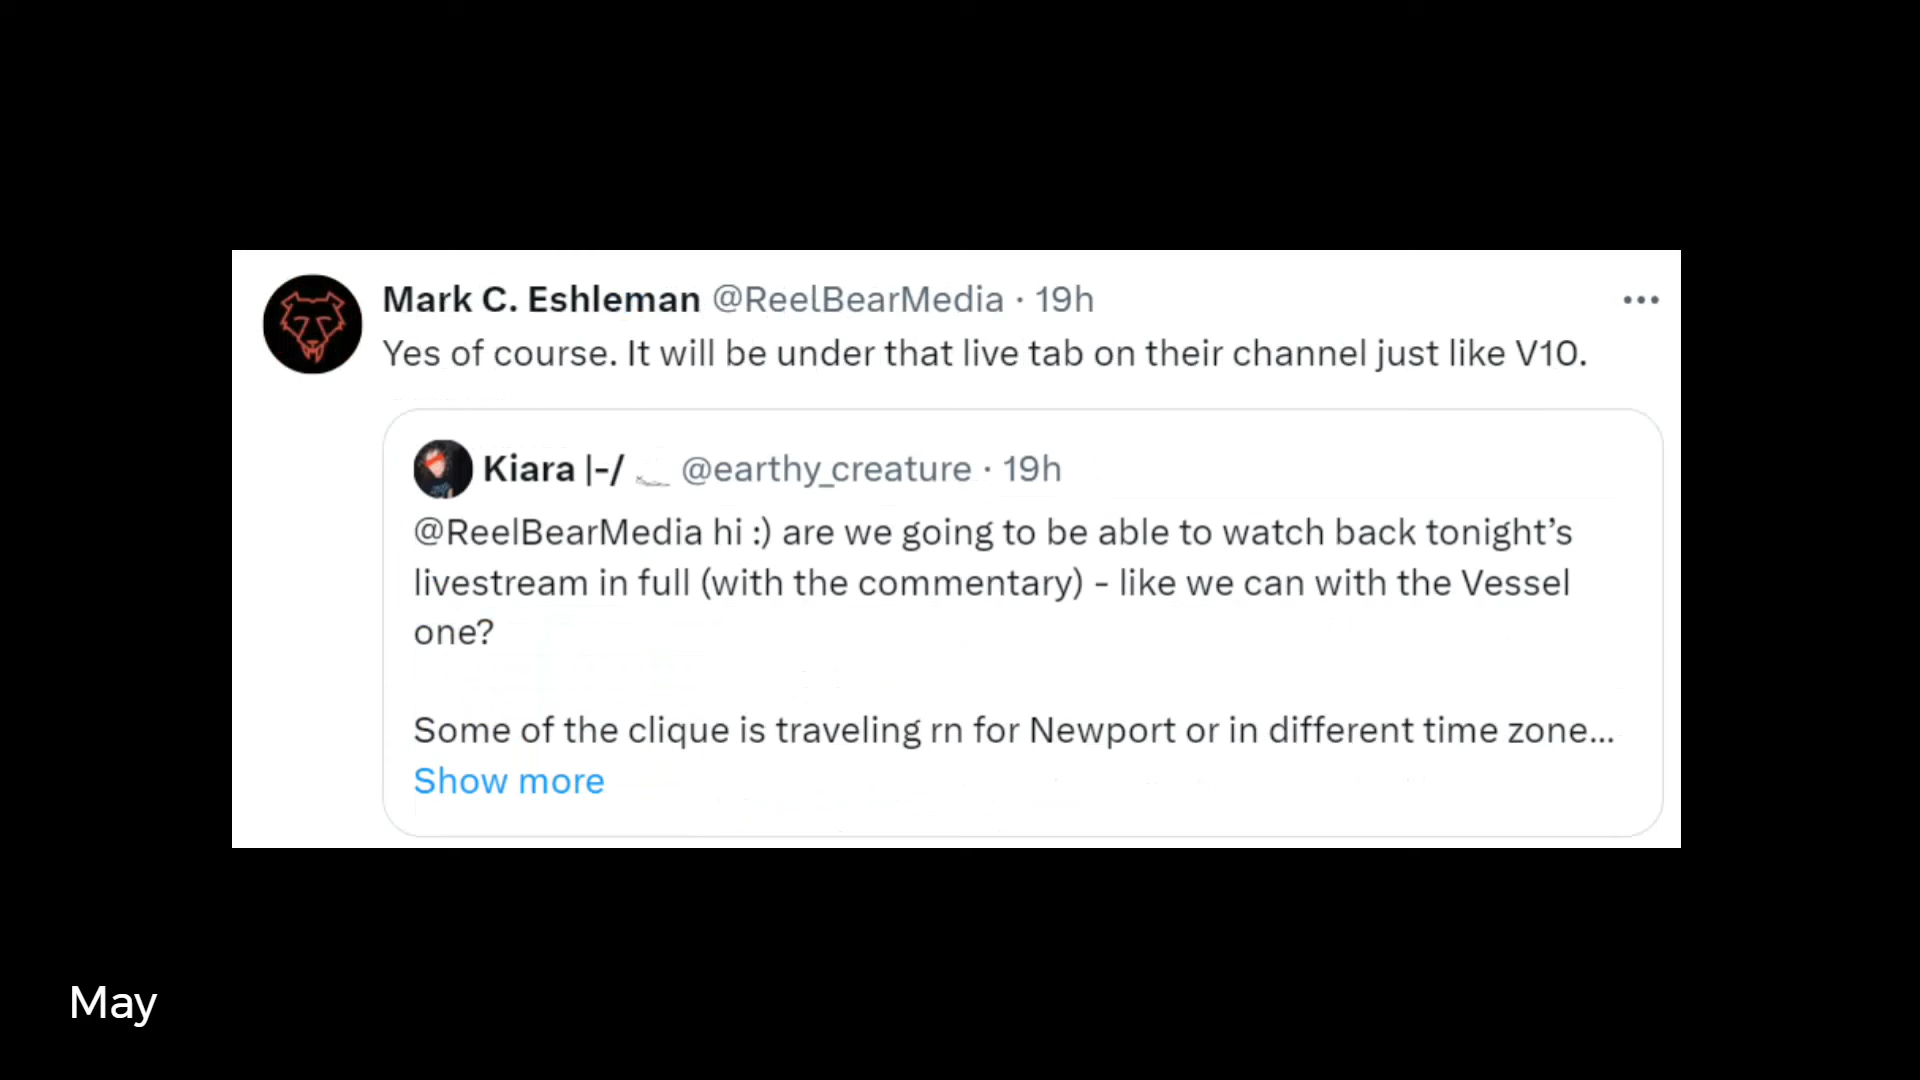 Mark C. Eshleman @ReelBearMedia · 19h
Yes of course. It will be under that live tab on their channel just like V10.
Kiara |-/ @earthy_creature · 19h
@ReelBearMedia hi :) are we going to be able to watch back tonight’s
livestream in full (with the commentary) - like we can with the Vessel
one?
Some of the clique is traveling rn for Newport or in different time zone...
Show more
May